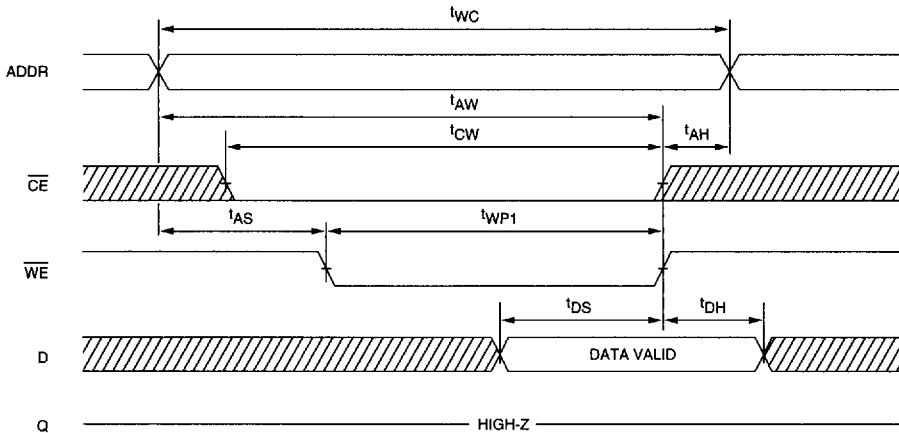 tWC
ADDR
tAW
tCW
tAH
CE
tAS
tWP1
WE
tDS
tDH
D
DATA VALID
Q
HIGH-Z